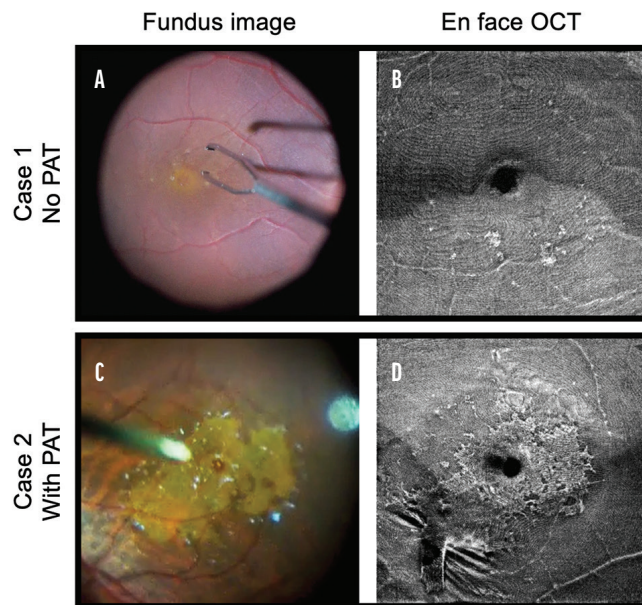 Fundus image
En face OCT
Case 1
No PAT
A
B
Case 2
With PAT
C
D